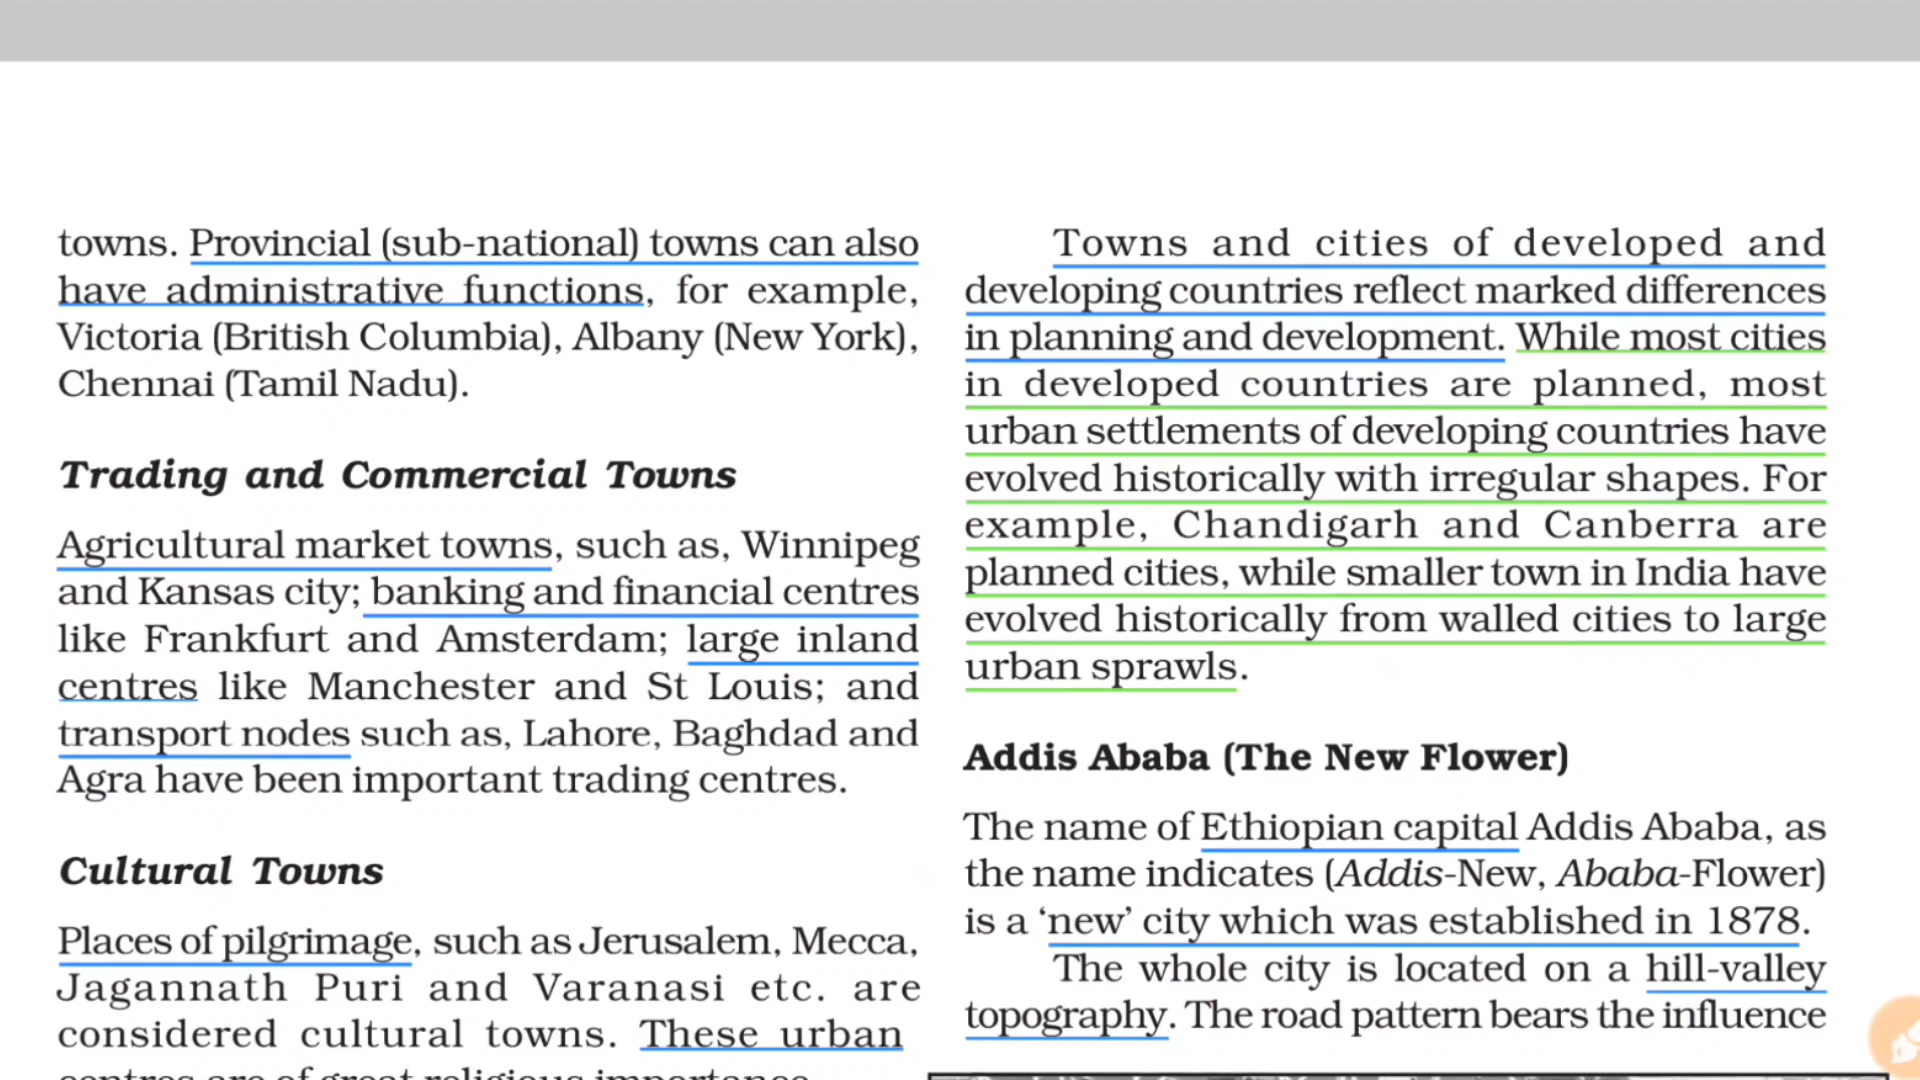 towns. Provincial (sub-national) towns can also
have administrative functions, for example,
Victoria (British Columbia), Albany (New York),
Chennai (Tamil Nadu).
Trading and Commercial Towns
Agricultural market towns, such as, Winnipeg
and Kansas city; banking and financial centres
like Frankfurt and Amsterdam; large inland
centres like Manchester and St Louis; and
transport nodes such as, Lahore, Baghdad and
Agra have been important trading centres.
Cultural Towns
Places of pilgrimage, such as Jerusalem, Mecca,
Jagannath Puri and Varanasi etc. are
considered cultural towns. These urban
centres are of great religious importance.
Towns and cities of developed and
developing countries reflect marked differences
in planning and development. While most cities
in developed countries are planned, most
urban settlements of developing countries have
evolved historically with irregular shapes. For
example, Chandigarh and Canberra are
planned cities, while smaller town in India have
evolved historically from walled cities to large
urban sprawls.
Addis Ababa (The New Flower)
The name of Ethiopian capital Addis Ababa, as
the name indicates (Addis-New, Ababa-Flower)
is a ‘new’ city which was established in 1878.
The whole city is located on a hill-valley
topography. The road pattern bears the influence